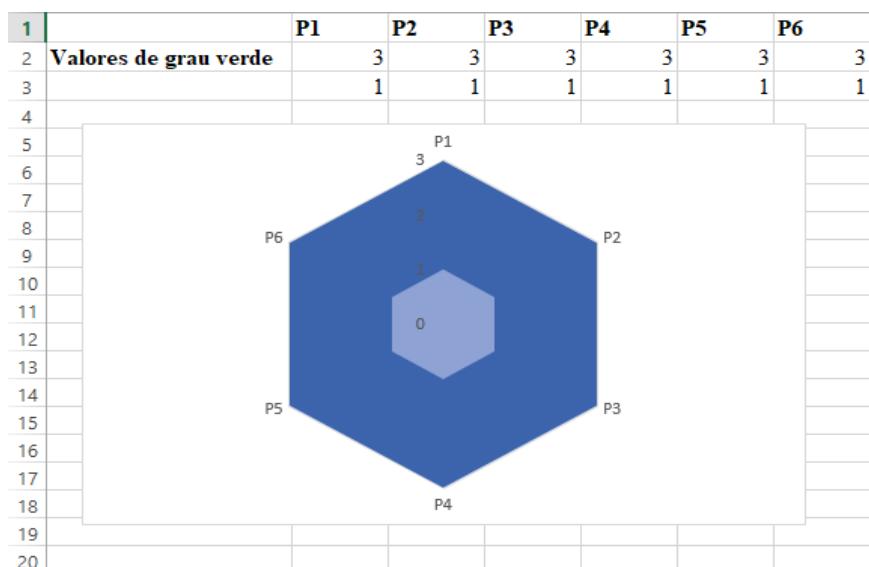 1 P1 P2 P3 P4 P5 P6
2 Valores de grau verde 3 3 3 3 3 3
3 1 1 1 1 1 1
4
5 P1
6 3
7
8 2
9 P6 P2
10 1
11
12 0
13
14
15 P5 P3
16
17
18 P4
19
20